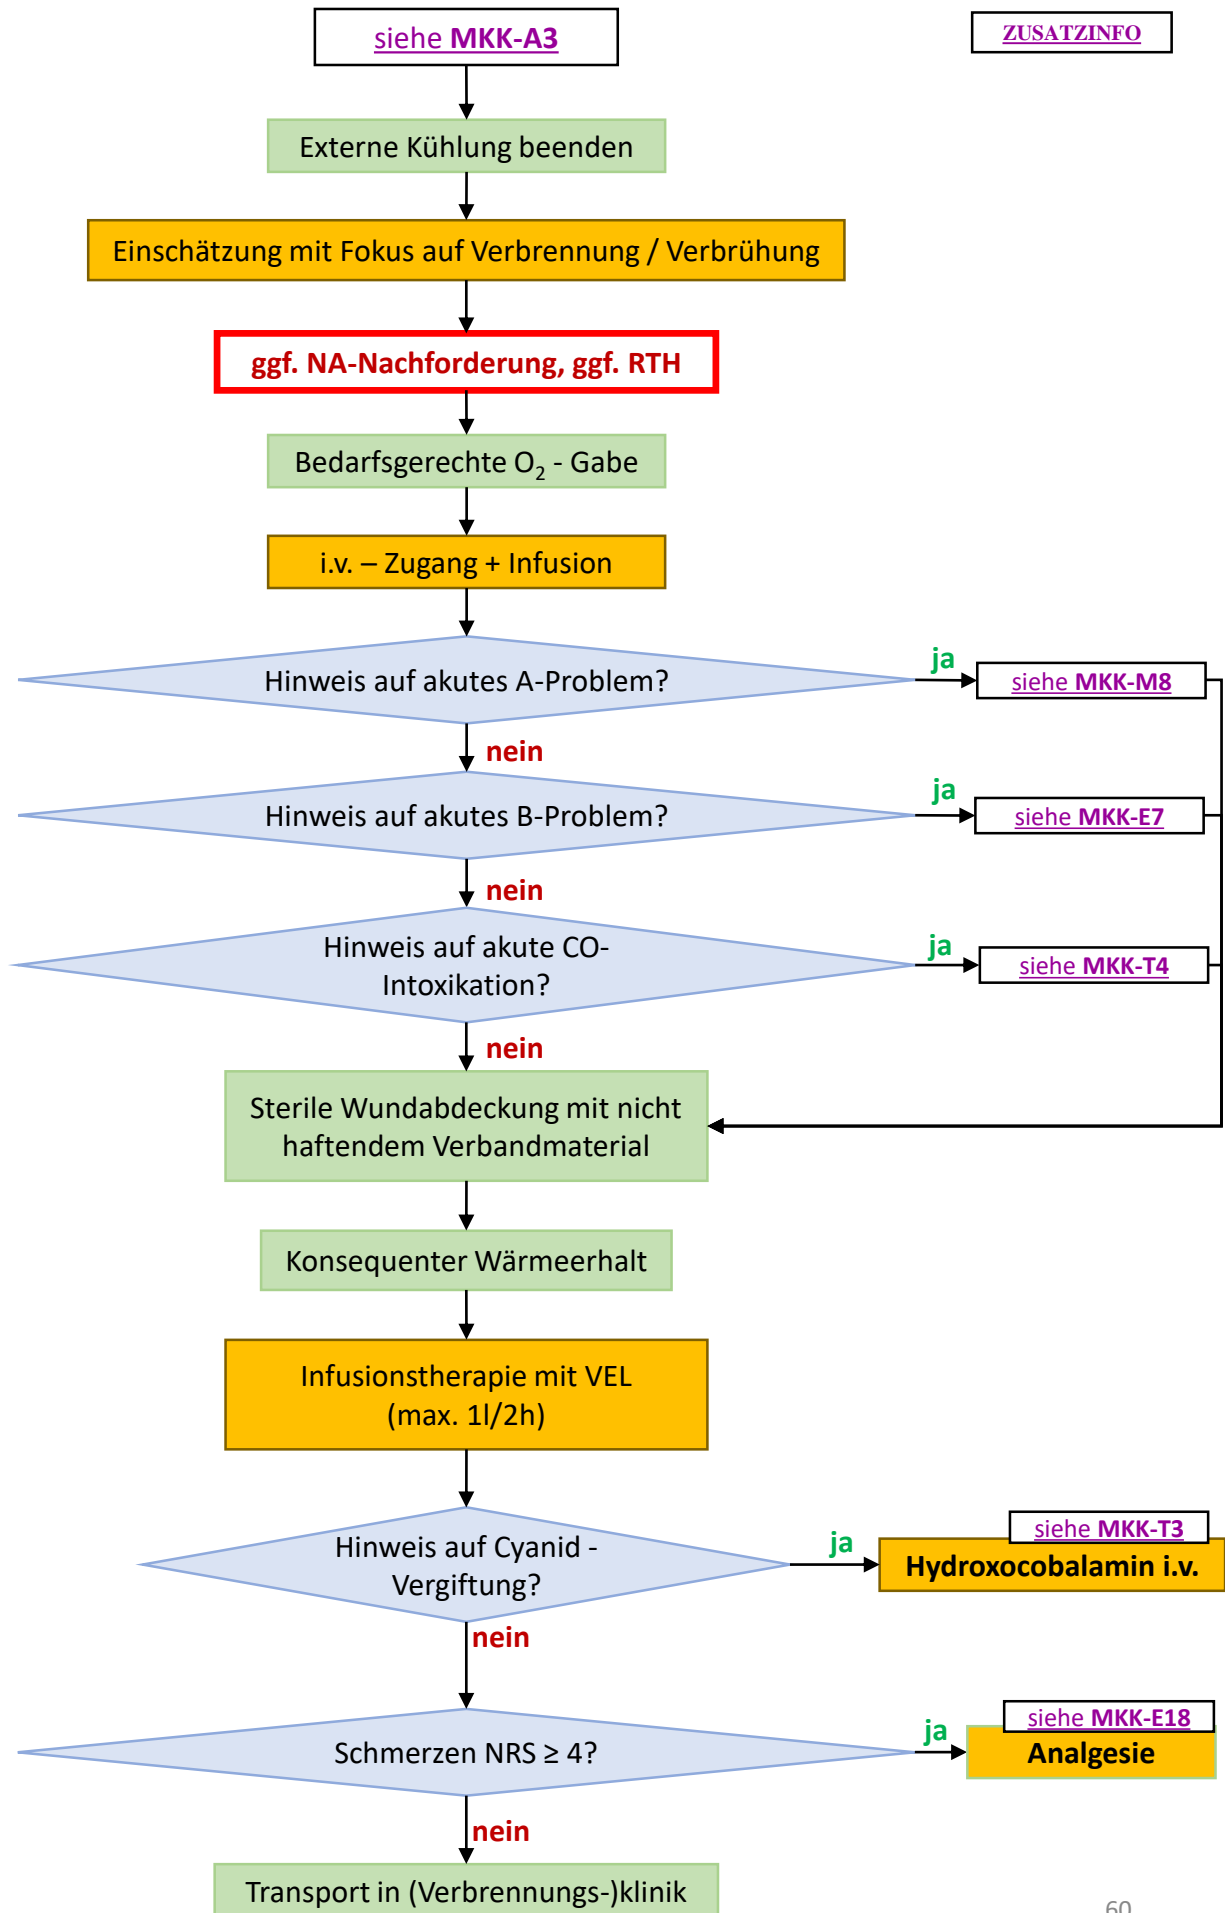 siehe MKK-A3
ZUSATZINFO
Externe Kühlung beenden
Einschätzung mit Fokus auf Verbrennung / Verbrühung
ggf. NA-Nachforderung, ggf. RTH
Bedarfsgerechte O2 - Gabe
i.v. – Zugang + Infusion
Hinweis auf akutes A-Problem?
ja
siehe MKK-M8
nein
Hinweis auf akutes B-Problem?
ja
siehe MKK-E7
nein
Hinweis auf akute CO-
Intoxikation?
ja
siehe MKK-T4
nein
Sterile Wundabdeckung mit nicht
haftendem Verbandmaterial
Konsequenter Wärmeerhalt
Infusionstherapie mit VEL
(max. 1l/2h)
Hinweis auf Cyanid -
Vergiftung?
ja
siehe MKK-T3
Hydroxocobalamin i.v.
nein
Schmerzen NRS ≥ 4?
ja
siehe MKK-E18
Analgesie
nein
Transport in (Verbrennungs-)klinik
60